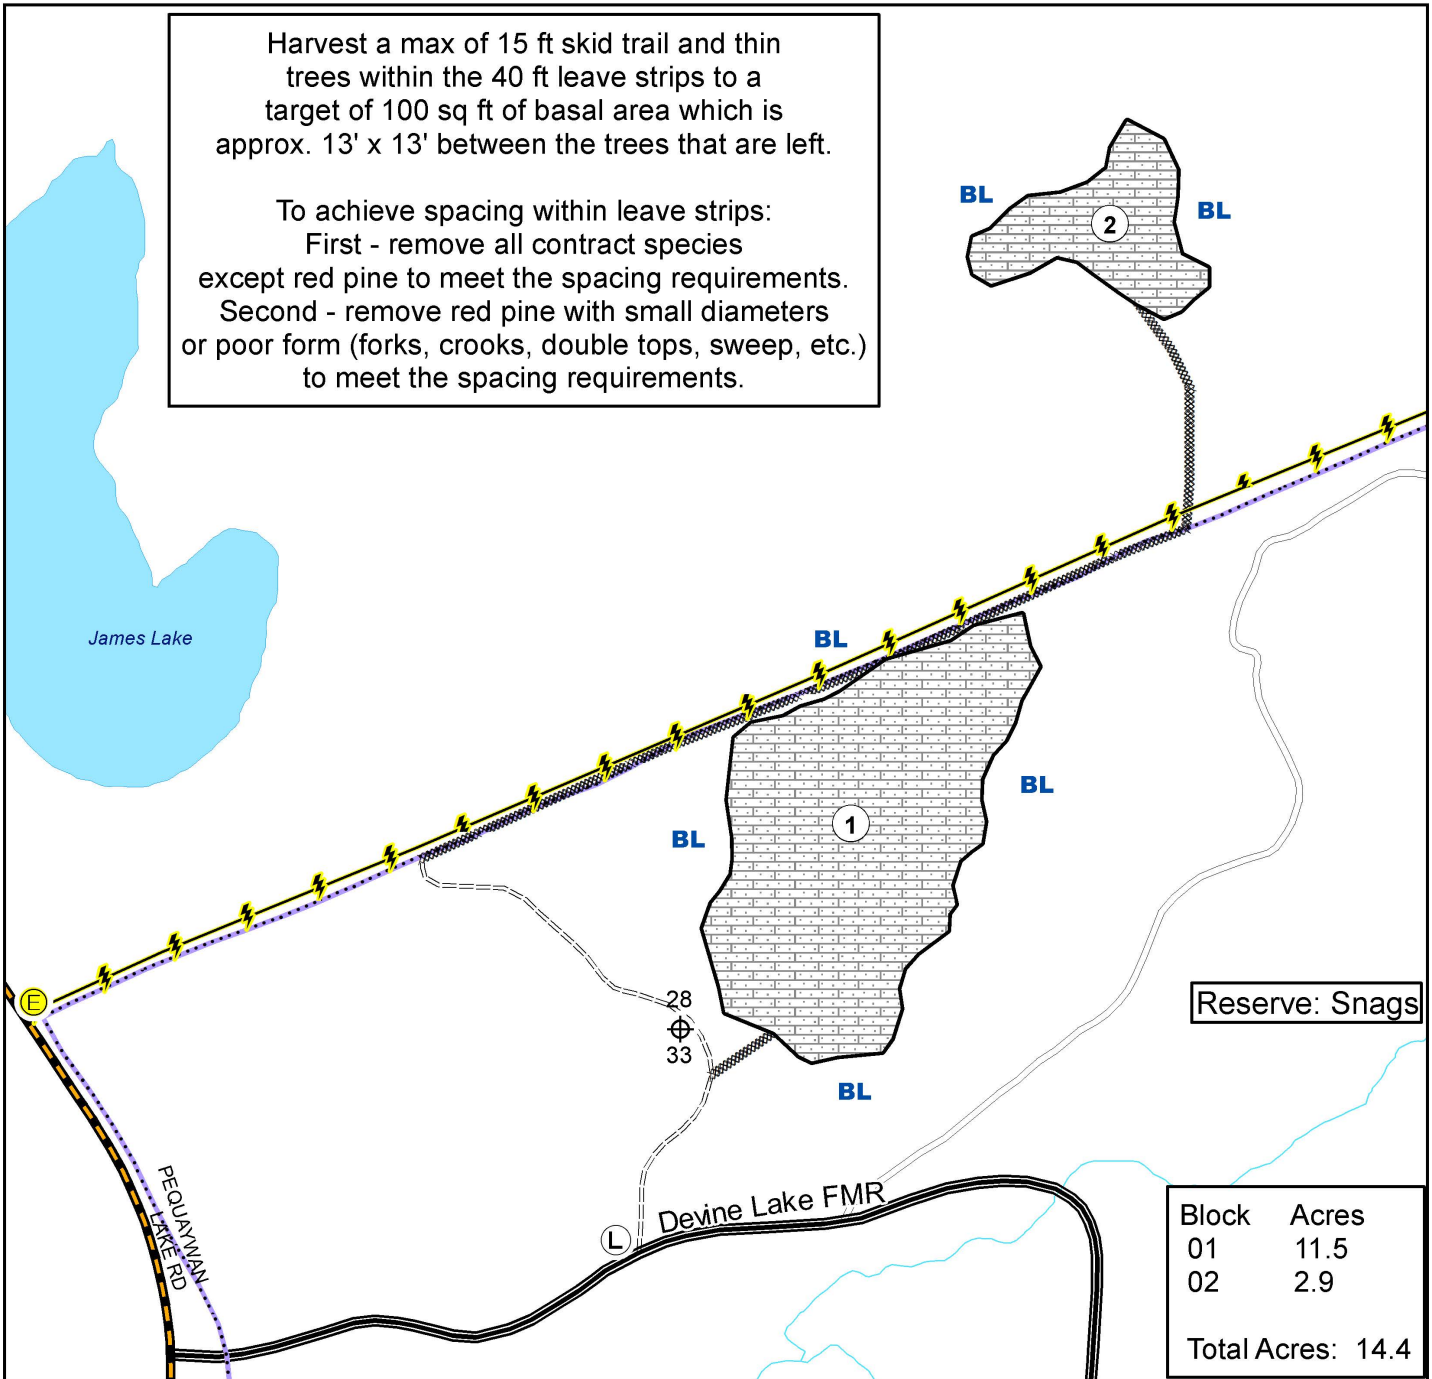 Harvest a max of 15 ft skid trail and thin
trees within the 40 ft leave strips to a
target of 100 sq ft of basal area which is
approx. 13' x 13' between the trees that are left.
To achieve spacing within leave strips:
First - remove all contract species
except red pine to meet the spacing requirements.
Second - remove red pine with small diameters
or poor form (forks, crooks, double tops, sweep, etc.)
to meet the spacing requirements.
BL
BL
2
James Lake
BL
BL
1
BL
E
28
33
Reserve: Snags
BL
PEQUAYWAN
LAKE RD
L
Devine Lake FMR
Block Acres
01 11.5
02 2.9
Total Acres: 14.4